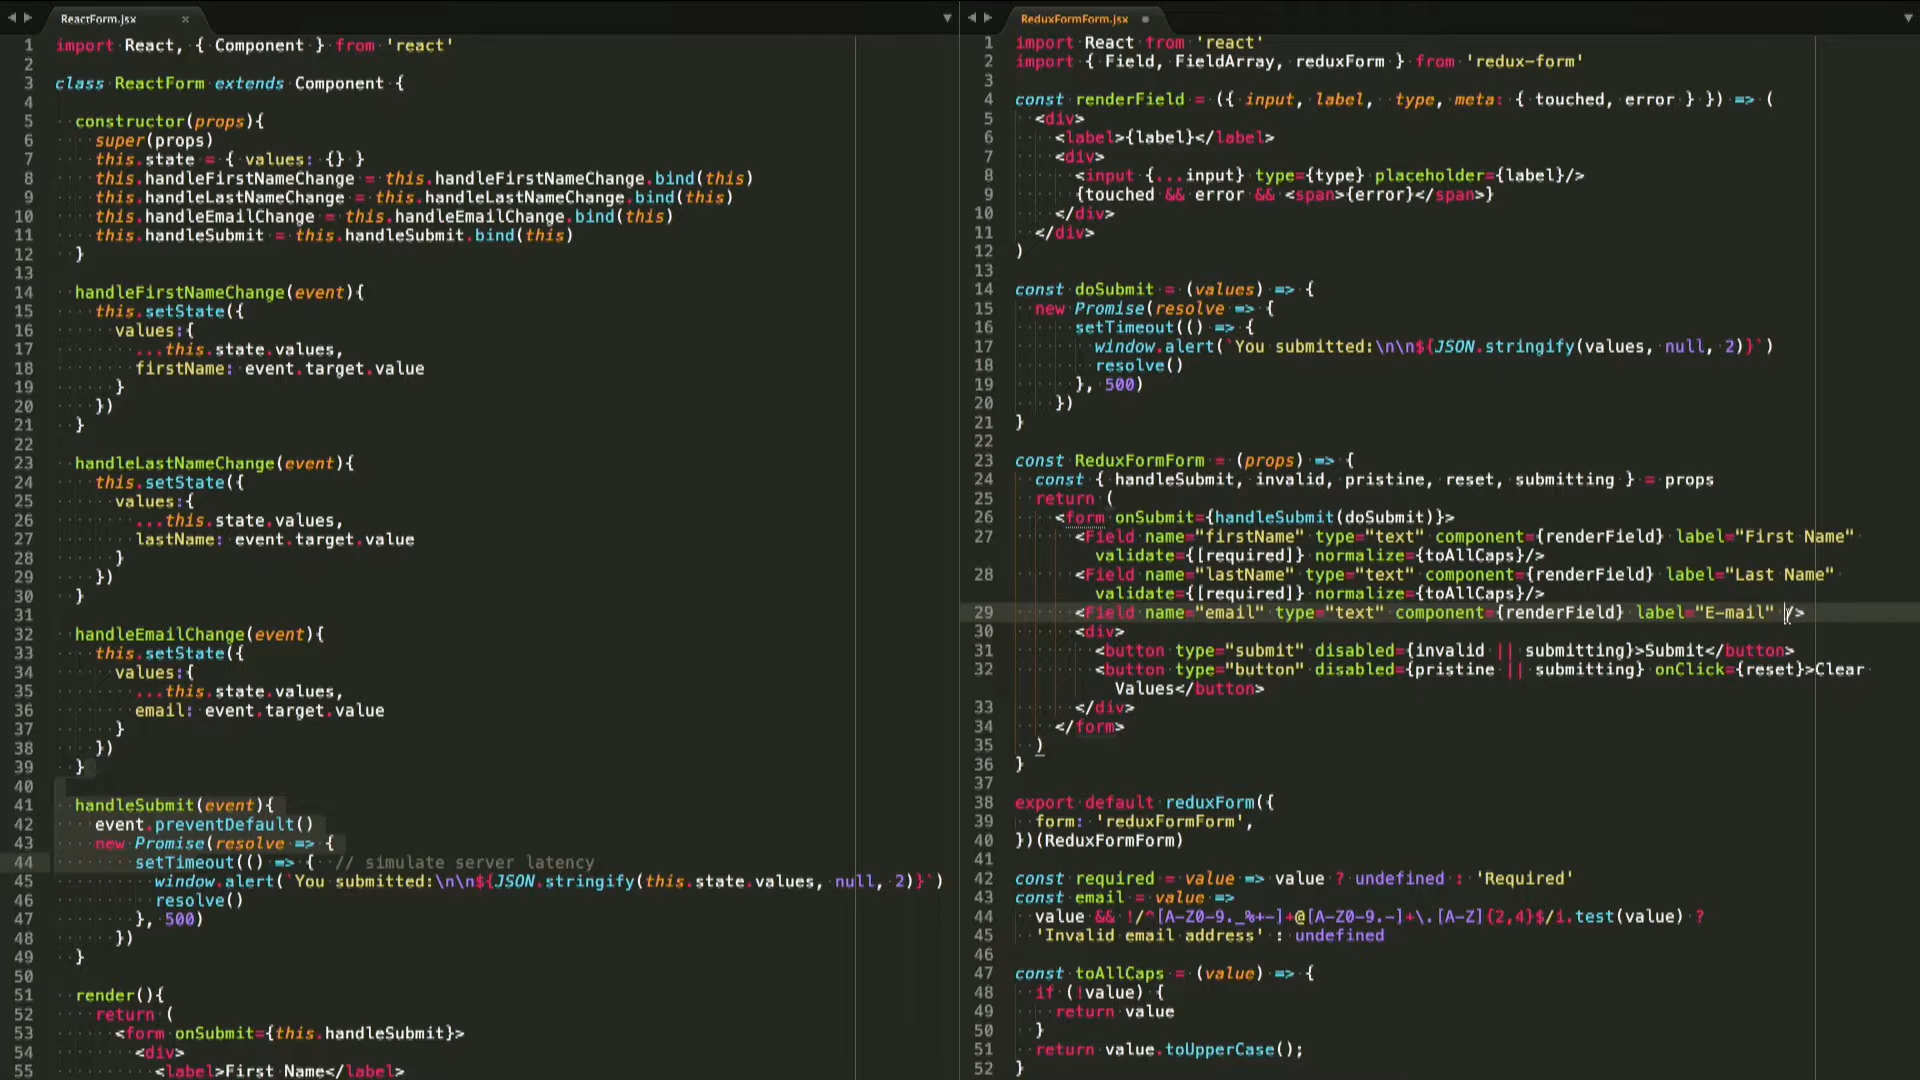 ReactForm.jsx
1 import React, { Component } from 'react'
2
3 class ReactForm extends Component {
4
5 constructor(props){
6 super(props)
7 this.state = { values: {} }
8 this.handleFirstNameChange = this.handleFirstNameChange.bind(this)
9 this.handleLastNameChange = this.handleLastNameChange.bind(this)
10 this.handleEmailChange = this.handleEmailChange.bind(this)
11 this.handleSubmit = this.handleSubmit.bind(this)
12 }
13
14 handleFirstNameChange(event){
15 this.setState({
16 values:{
17 ...this.state.values,
18 firstName: event.target.value
19 }
20 })
21 }
22
23 handleLastNameChange(event){
24 this.setState({
25 values:{
26 ...this.state.values,
27 lastName: event.target.value
28 }
29 })
30 }
31
32 handleEmailChange(event){
33 this.setState({
34 values:{
35 ...this.state.values,
36 email: event.target.value
37 }
38 })
39 }
40
41 handleSubmit(event){
42 event.preventDefault()
43 new Promise(resolve => {
44 setTimeout(() => { // simulate server latency
45 window.alert(`You submitted:\n\n${JSON.stringify(this.state.values, null, 2)}`)
46 resolve()
47 }, 500)
48 })
49 }
50
51 render(){
52 return (
53 <form onSubmit={this.handleSubmit}>
54 <div>
55 <label>First Name</label>
ReduxFormForm.jsx
1 import React from 'react'
2 import { Field, FieldArray, reduxForm } from 'redux-form'
3
4 const renderField = ({ input, label, type, meta: { touched, error } }) => (
5 <div>
6 <label>{label}</label>
7 <div>
8 <input {...input} type={type} placeholder={label}/>
9 {touched && error && <span>{error}</span>}
10 </div>
11 </div>
12 )
13
14 const doSubmit = (values) => {
15 new Promise(resolve => {
16 setTimeout(() => {
17 window.alert(`You submitted:\n\n${JSON.stringify(values, null, 2)}`)
18 resolve()
19 }, 500)
20 })
21 }
22
23 const ReduxFormForm = (props) => {
24 const { handleSubmit, invalid, pristine, reset, submitting } = props
25 return (
26 <form onSubmit={handleSubmit(doSubmit)}>
27 <Field name="firstName" type="text" component={renderField} label="First Name"
validate={[required]} normalize={toAllCaps}/>
28 <Field name="lastName" type="text" component={renderField} label="Last Name"
validate={[required]} normalize={toAllCaps}/>
29 <Field name="email" type="text" component={renderField} label="E-mail" />
30 <div>
31 <button type="submit" disabled={invalid || submitting}>Submit</button>
32 <button type="button" disabled={pristine || submitting} onClick={reset}>Clear
Values</button>
33 </div>
34 </form>
35 )
36 }
37
38 export default reduxForm({
39 form: 'reduxFormForm',
40 })(ReduxFormForm)
41
42 const required = value => value ? undefined : 'Required'
43 const email = value =>
44 value && !/^[A-Z0-9._%+-]+@[A-Z0-9.-]+\.[A-Z]{2,4}$/i.test(value) ?
45 'Invalid email address' : undefined
46
47 const toAllCaps = (value) => {
48 if (!value) {
49 return value
50 }
51 return value.toUpperCase();
52 }